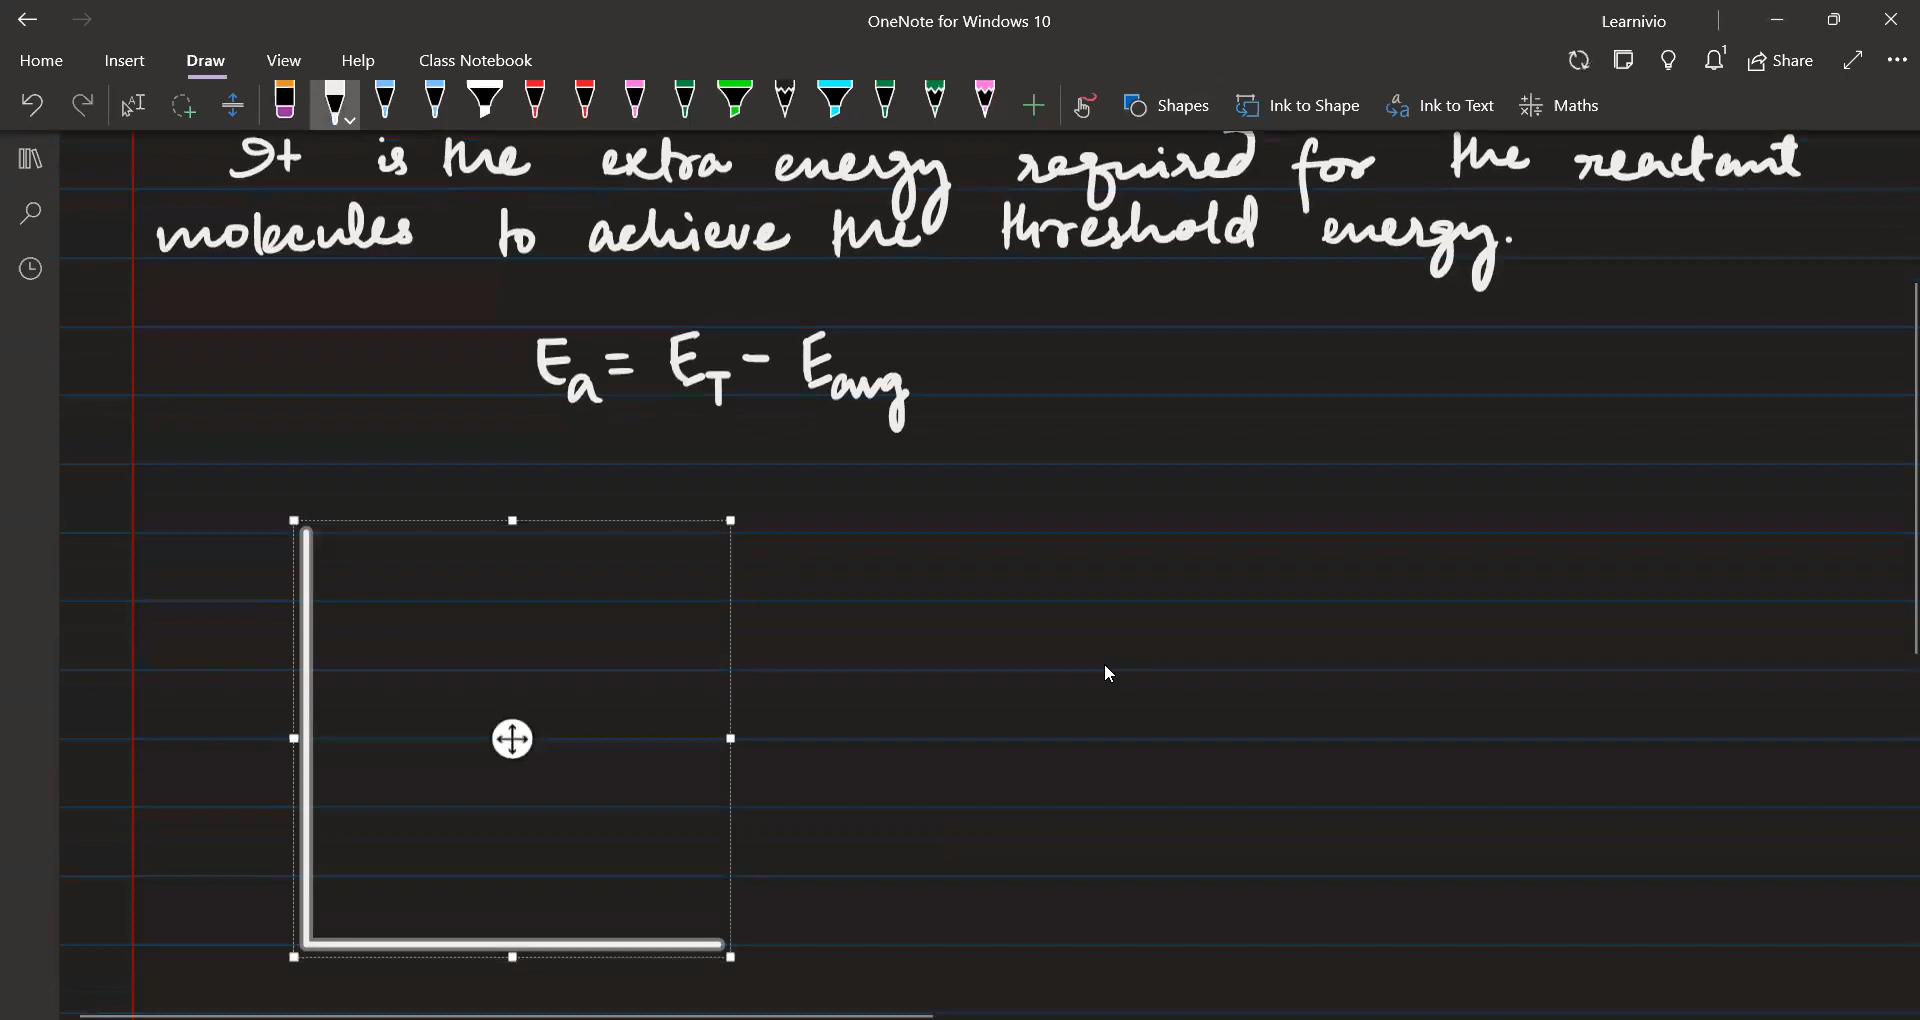 OneNote for Windows 10
Learnivio
Home Insert Draw View Help Class Notebook
1
Share
Shapes Ink to Shape Ink to Text Maths
It is the extra energy required for the reactant
molecules to achieve the threshold energy.
Ea = ET - Eavg